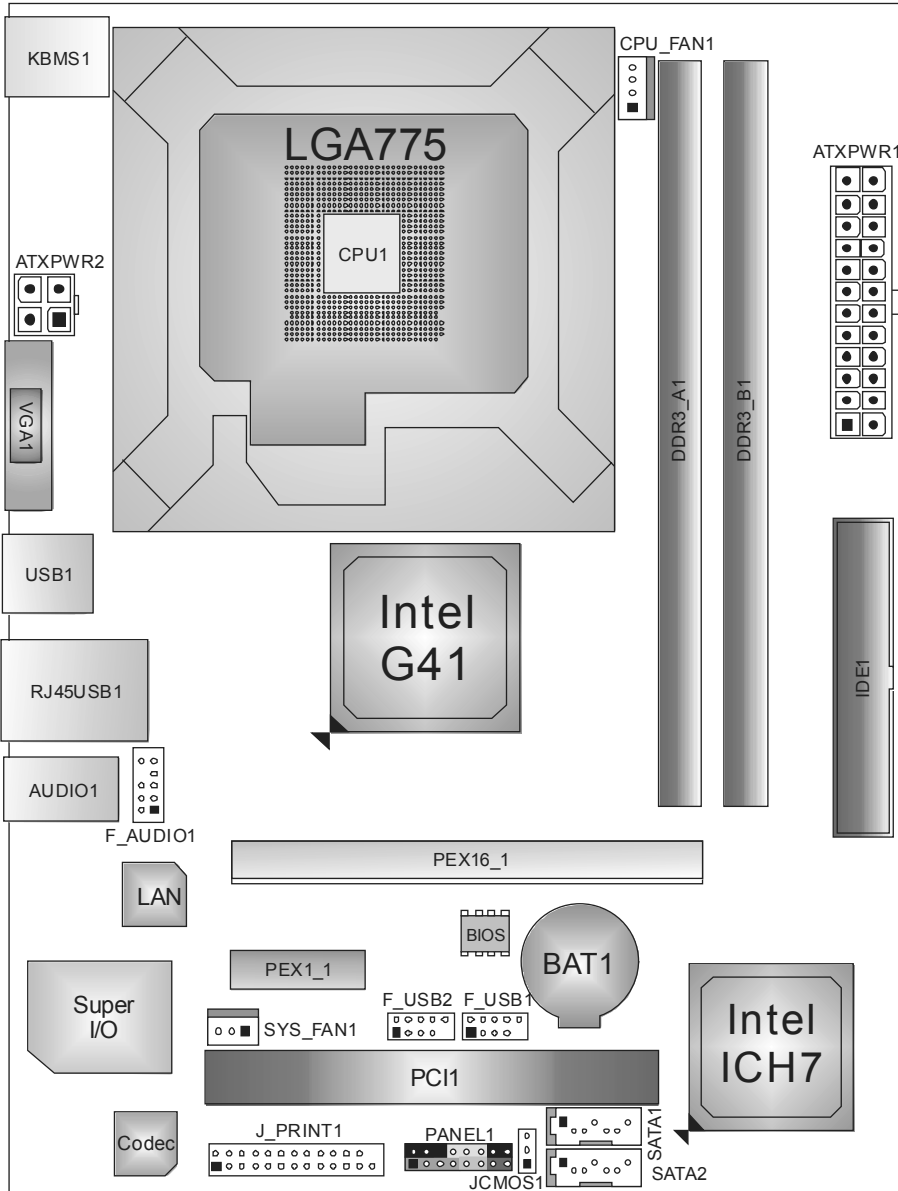 KBMS1
CPU_FAN1
LGA775
ATXPWR1
CPU1
ATXPWR2
VGA1
DDR3_A1
DDR3_B1
USB1
Intel
G41
RJ45USB1
IDE1
AUDIO1
F_AUDIO1
PEX16_1
LAN
BIOS
BAT1
PEX1_1
Super
I/O
F_USB2
F_USB1
SYS_FAN1
Intel
ICH7
PCI1
J_PRINT1
PANEL1
SATA1
Codec
JCMOS1
SATA2